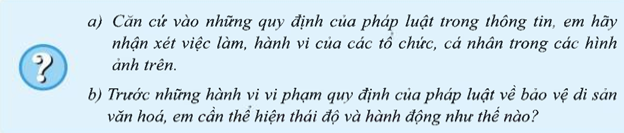 a) Căn cứ vào những quy định của pháp luật trong thông tin, em hãy
nhận xét việc làm, hành vi của các tổ chức, cá nhân trong các hình
ảnh trên.
?
b) Trước những hành vi vi phạm quy định của pháp luật về bảo vệ di sản
văn hoá, em cần thể hiện thái độ và hành động như thế nào?